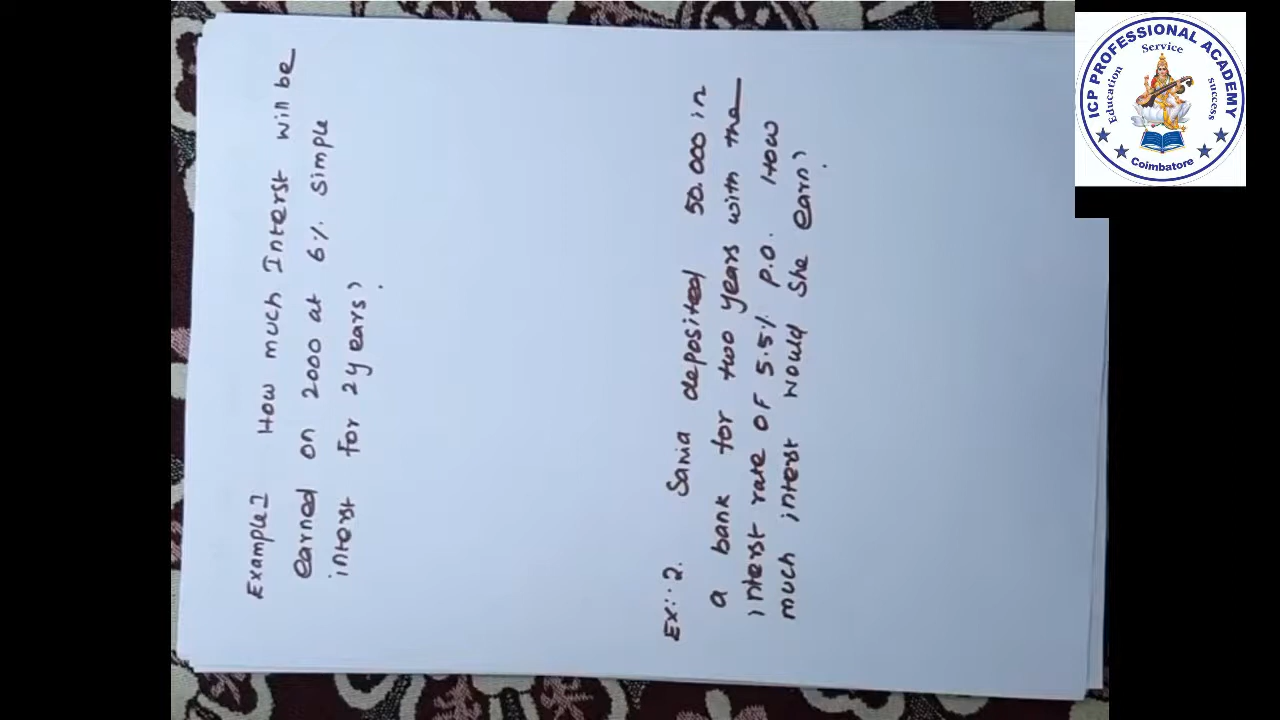 Example I How much Interst will be
earned on 2000 at 6% simple
interst for 2 years?
Ex:-2. Sania deposited 50.000 in
a bank for two years with the
interst rate of 5.5% P.O. How
much interst would she earn?
ICP PROFESSIONAL ACADEMY
Service
Education
success
Coimbatore